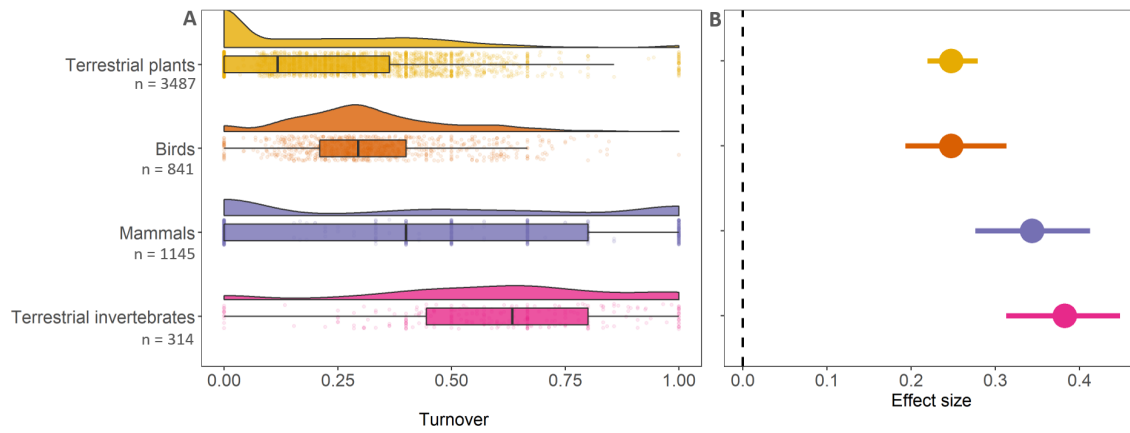 A
B
Terrestrial plants
n = 3487
Birds
n = 841
Mammals
n = 1145
Terrestrial invertebrates
n = 314
0.00 0.25 0.50 0.75 1.00
0.0 0.1 0.2 0.3 0.4
Turnover
Effect size